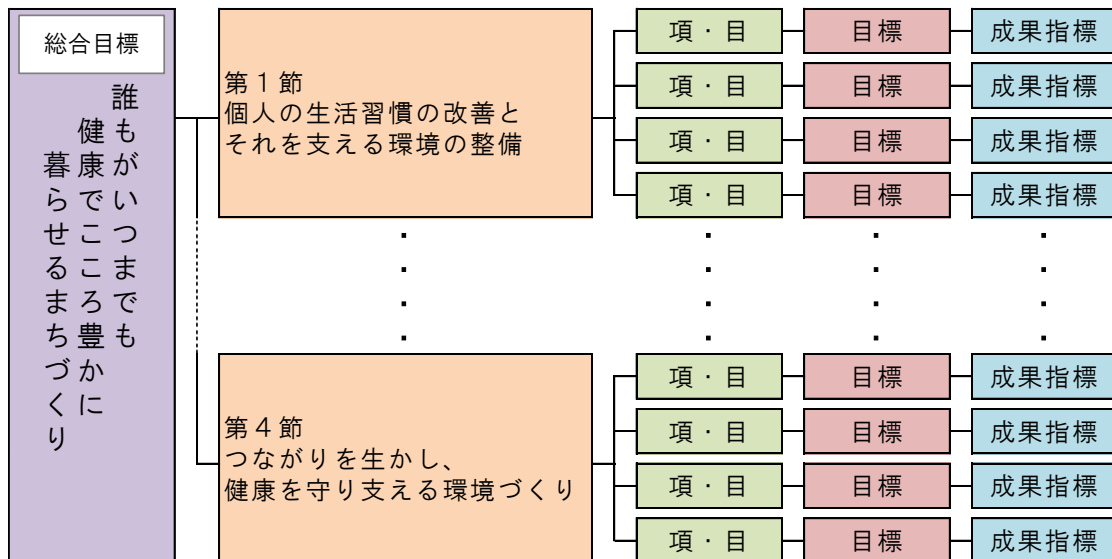 総合目標
誰もがいつまでも
健康でこころ豊かに
暮らせるまちづくり
第1節
個人の生活習慣の改善と
それを支える環境の整備
項・目
目標
成果指標
項・目
目標
成果指標
項・目
目標
成果指標
項・目
目標
成果指標
第4節
つながりを生かし、
健康を守り支える環境づくり
項・目
目標
成果指標
項・目
目標
成果指標
項・目
目標
成果指標
項・目
目標
成果指標